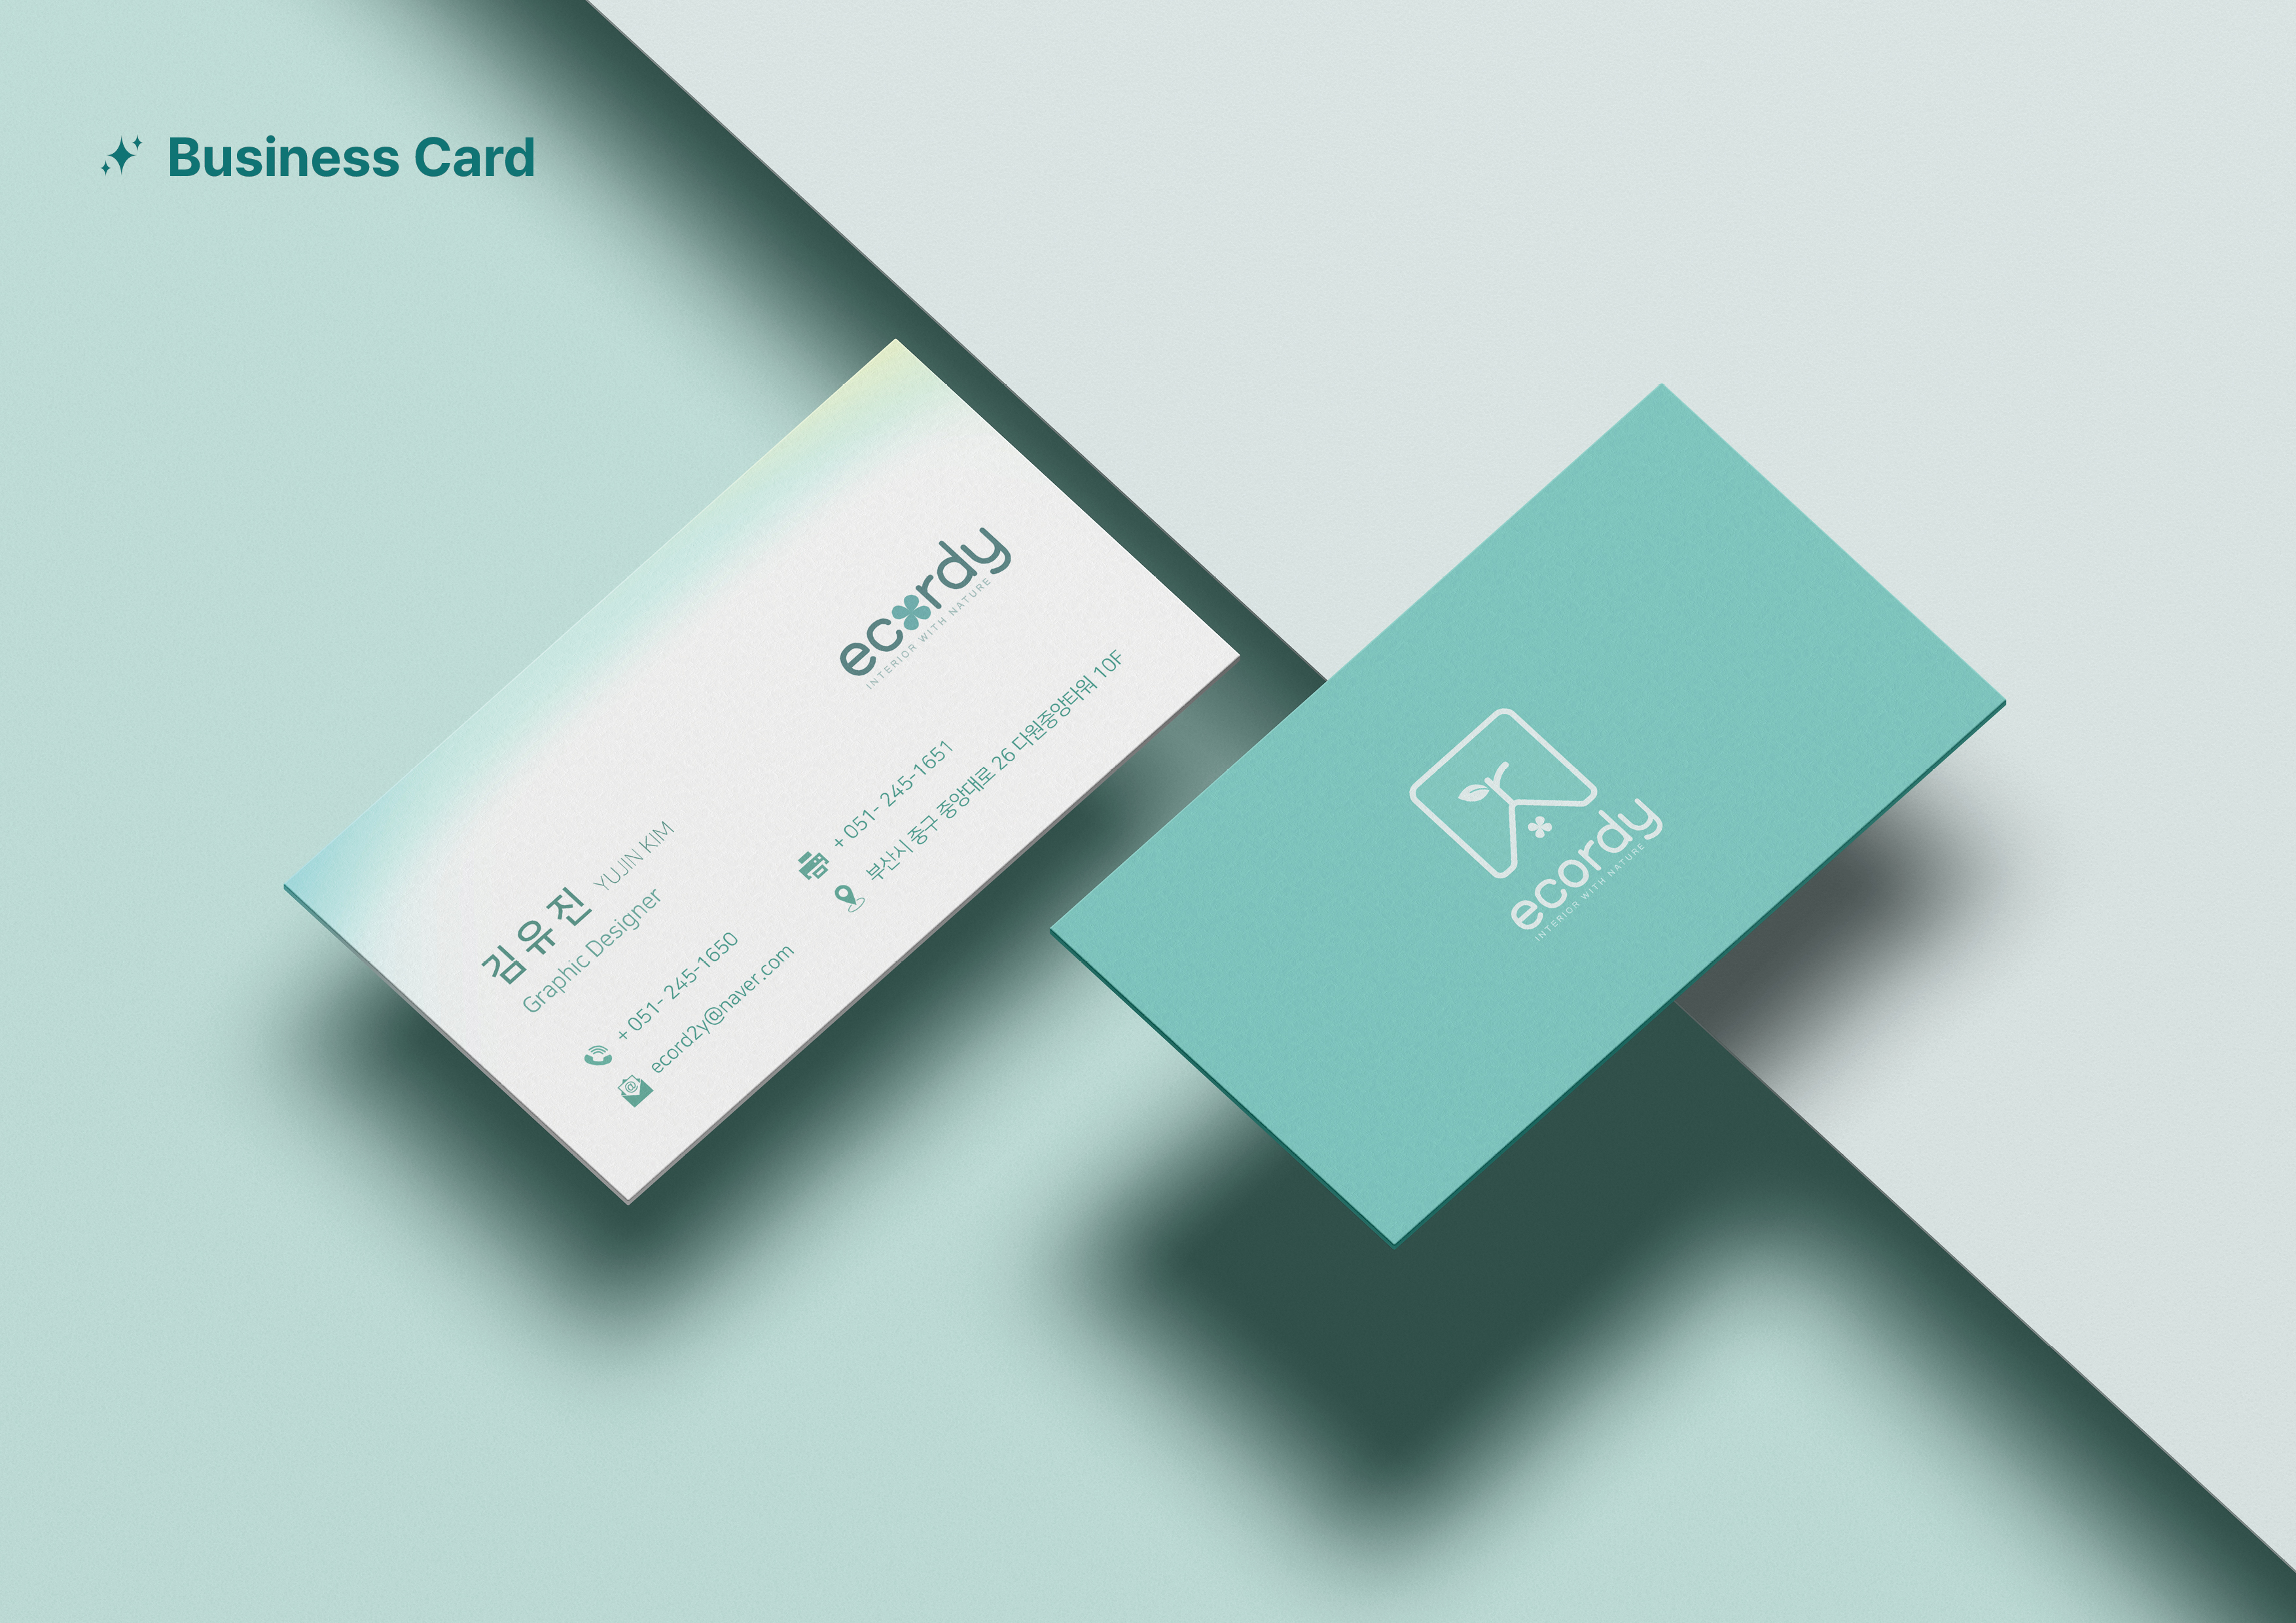 Business Card
ecordy
INTERIOR WITH NATURE
김유진 YUJIN KIM
Graphic Designer
+ 051- 245-1650
ecord2y@naver.com
+ 051- 245-1651
부산시 중구 중앙대로 26 다원중앙타워 10F
ecordy
INTERIOR WITH NATURE